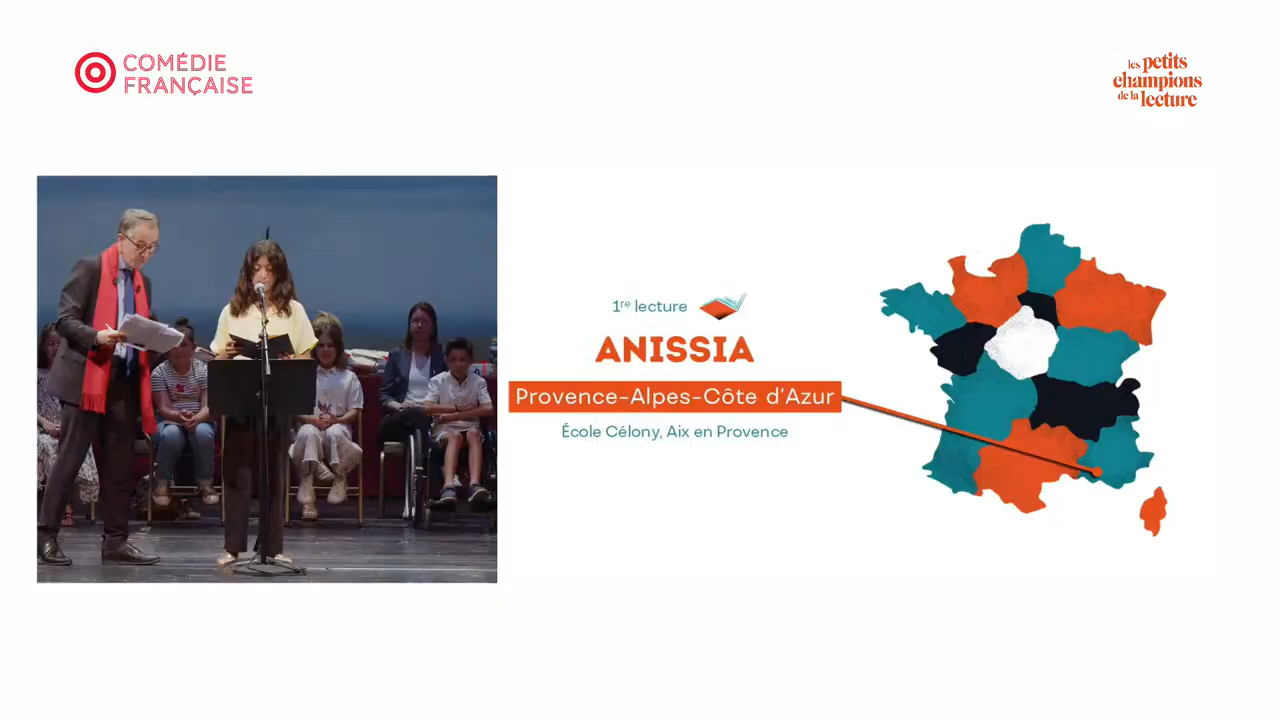 COMÉDIE
FRANÇAISE
les petits
champions
de la lecture
1re lecture
ANISSIA
Provence-Alpes-Côte d'Azur
École Célony, Aix en Provence